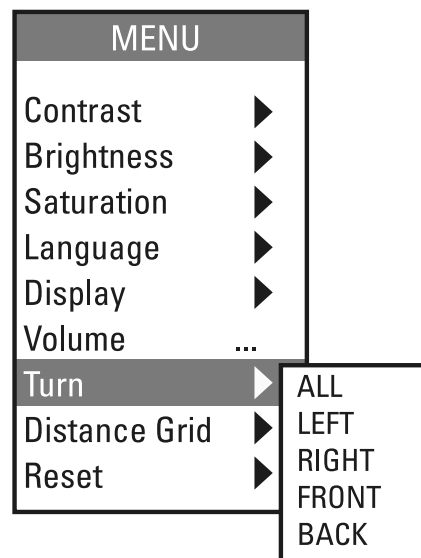 MENU
Contrast
Brightness
Saturation
Language
Display
Volume ...
Turn
Distance Grid
Reset
ALL
LEFT
RIGHT
FRONT
BACK